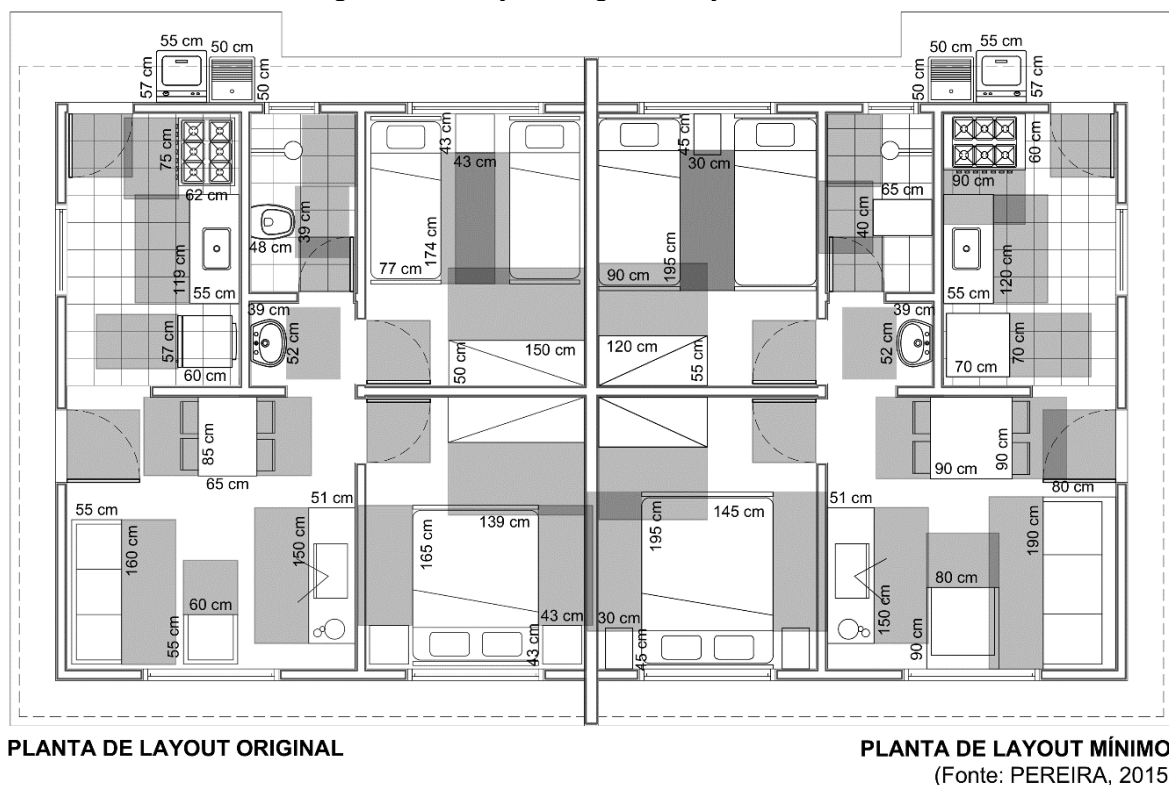 55 cm
50 cm
57 cm
50 cm
50 cm
55 cm
50 cm
57 cm
75 cm
62 cm
119 cm
55 cm
57 cm
60 cm
48 cm
39 cm
39 cm
52 cm
43 cm
43 cm
77 cm
174 cm
50 cm
150 cm
45 cm
30 cm
90 cm
195 cm
120 cm
55 cm
65 cm
40 cm
39 cm
52 cm
60 cm
90 cm
55 cm
120 cm
70 cm
70 cm
85 cm
65 cm
55 cm
160 cm
60 cm
55 cm
51 cm
150 cm
139 cm
165 cm
43 cm
43 cm
145 cm
195 cm
30 cm
45 cm
90 cm
90 cm
80 cm
51 cm
150 cm
80 cm
90 cm
190 cm
PLANTA DE LAYOUT ORIGINAL
PLANTA DE LAYOUT MÍNIMO
(Fonte: PEREIRA, 2015